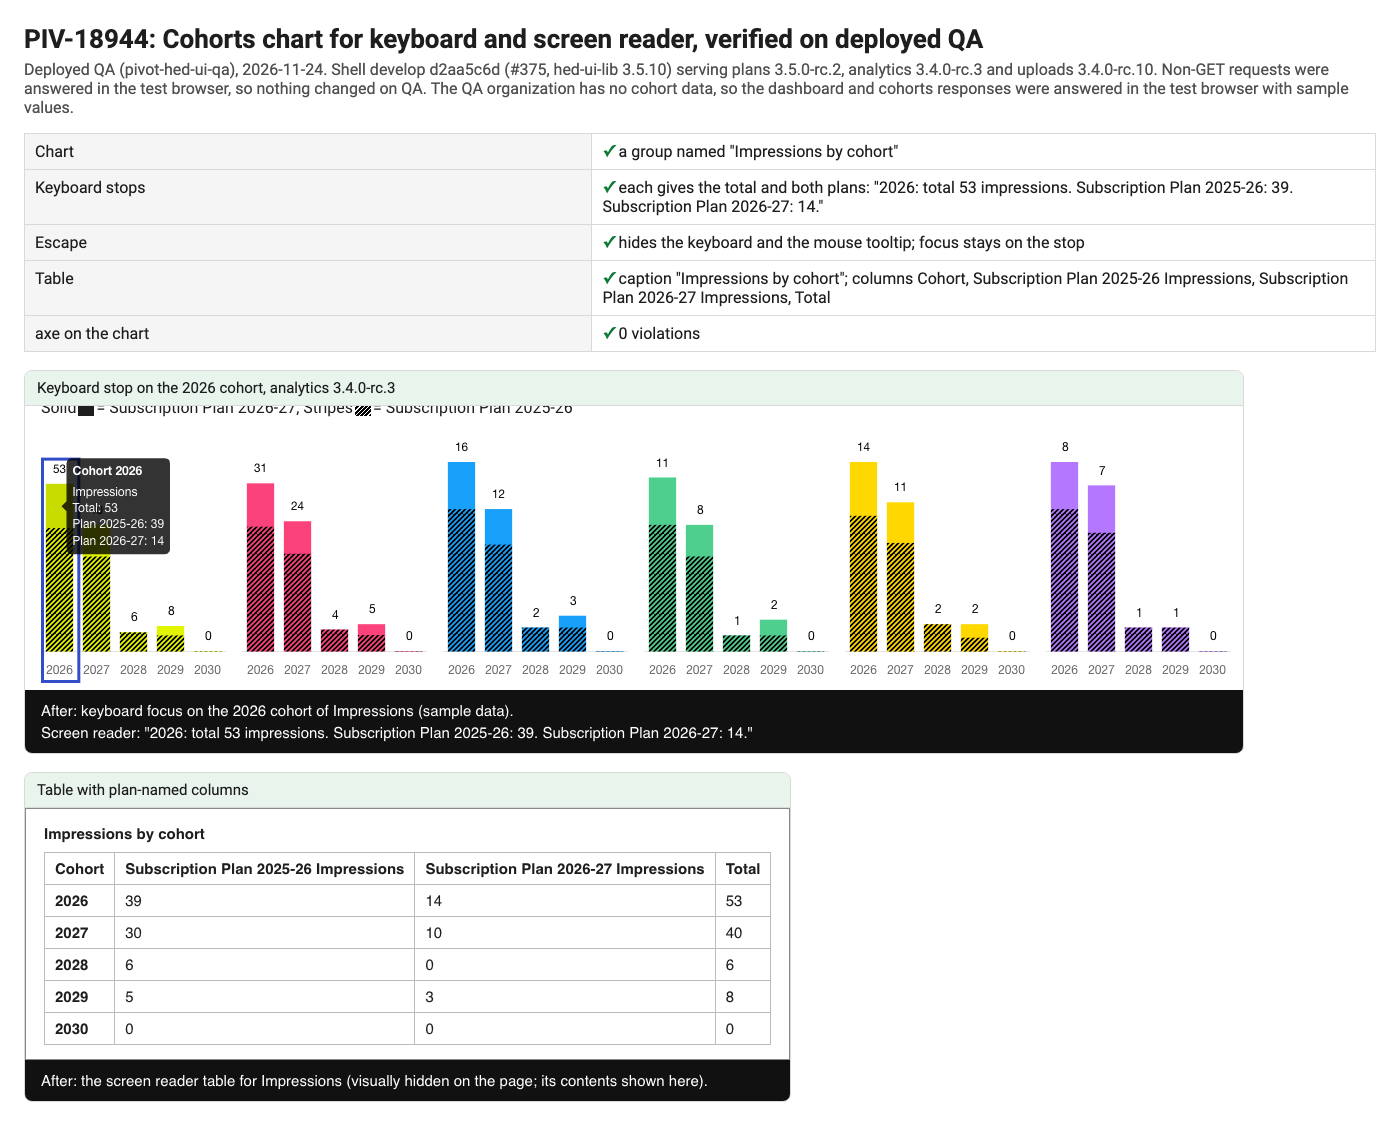 PIV-18944: Cohorts chart for keyboard and screen reader, verified on deployed QA
Deployed QA (pivot-hed-ui-qa), 2026-11-24. Shell develop d2aa5c6d (#375, hed-ui-lib 3.5.10) serving plans 3.5.0-rc.2, analytics 3.4.0-rc.3 and uploads 3.4.0-rc.10. Non-GET requests were
answered in the test browser, so nothing changed on QA. The QA organization has no cohort data, so the dashboard and cohorts responses were answered in the test browser with sample
values.
Chart ✓ a group named "Impressions by cohort"
Keyboard stops ✓ each gives the total and both plans: "2026: total 53 impressions. Subscription Plan 2025-26: 39.
Subscription Plan 2026-27: 14."
Escape ✓ hides the keyboard and the mouse tooltip; focus stays on the stop
Table ✓ caption "Impressions by cohort"; columns Cohort, Subscription Plan 2025-26 Impressions, Subscription
Plan 2026-27 Impressions, Total
axe on the chart ✓ 0 violations
Keyboard stop on the 2026 cohort, analytics 3.4.0-rc.3
Solid = Subscription Plan 2026-27, Stripes = Subscription Plan 2025-26
53 6 8 0
Cohort 2026
Impressions
Total: 53
Plan 2025-26: 39
Plan 2026-27: 14
2026 2027 2028 2029 2030
31 24 4 5 0
2026 2027 2028 2029 2030
16 12 2 3 0
2026 2027 2028 2029 2030
11 8 1 2 0
2026 2027 2028 2029 2030
14 11 2 2 0
2026 2027 2028 2029 2030
8 7 1 1 0
2026 2027 2028 2029 2030
After: keyboard focus on the 2026 cohort of Impressions (sample data).
Screen reader: "2026: total 53 impressions. Subscription Plan 2025-26: 39. Subscription Plan 2026-27: 14."
Table with plan-named columns
Impressions by cohort
Cohort Subscription Plan 2025-26 Impressions Subscription Plan 2026-27 Impressions Total
2026 39 14 53
2027 30 10 40
2028 6 0 6
2029 5 3 8
2030 0 0 0
After: the screen reader table for Impressions (visually hidden on the page; its contents shown here).